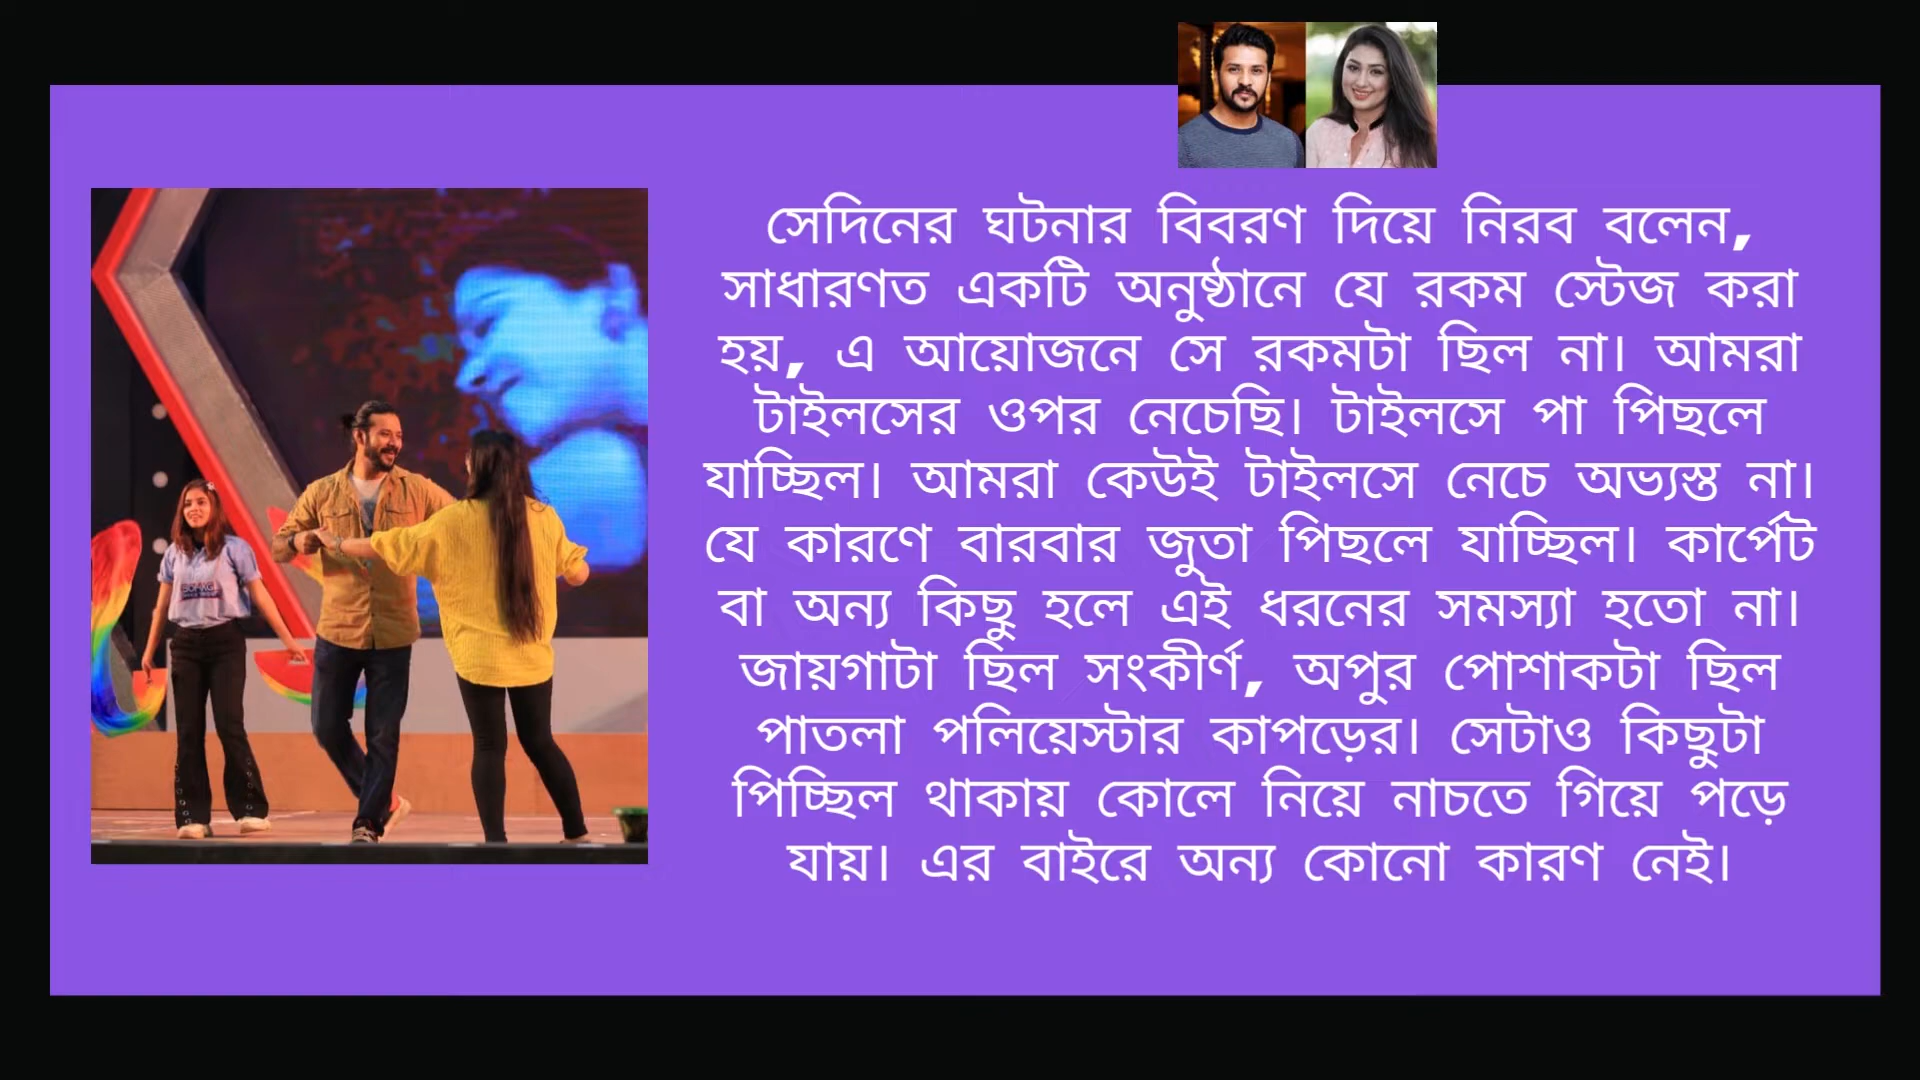 সেদিনের ঘটনার বিবরণ দিয়ে নিরব বলেন,
সাধারণত একটি অনুষ্ঠানে যে রকম স্টেজ করা
হয়, এ আয়োজনে সে রকমটা ছিল না। আমরা
টাইলসের ওপর নেচেছি। টাইলসে পা পিছলে
যাচ্ছিল। আমরা কেউই টাইলসে নেচে অভ্যস্ত না।
যে কারণে বারবার জুতা পিছলে যাচ্ছিল। কার্পেট
বা অন্য কিছু হলে এই ধরনের সমস্যা হতো না।
জায়গাটা ছিল সংকীর্ণ, অপুর পোশাকটা ছিল
পাতলা পলিয়েস্টার কাপড়ের। সেটাও কিছুটা
পিচ্ছিল থাকায় কোলে নিয়ে নাচতে গিয়ে পড়ে
যায়। এর বাইরে অন্য কোনো কারণ নেই।